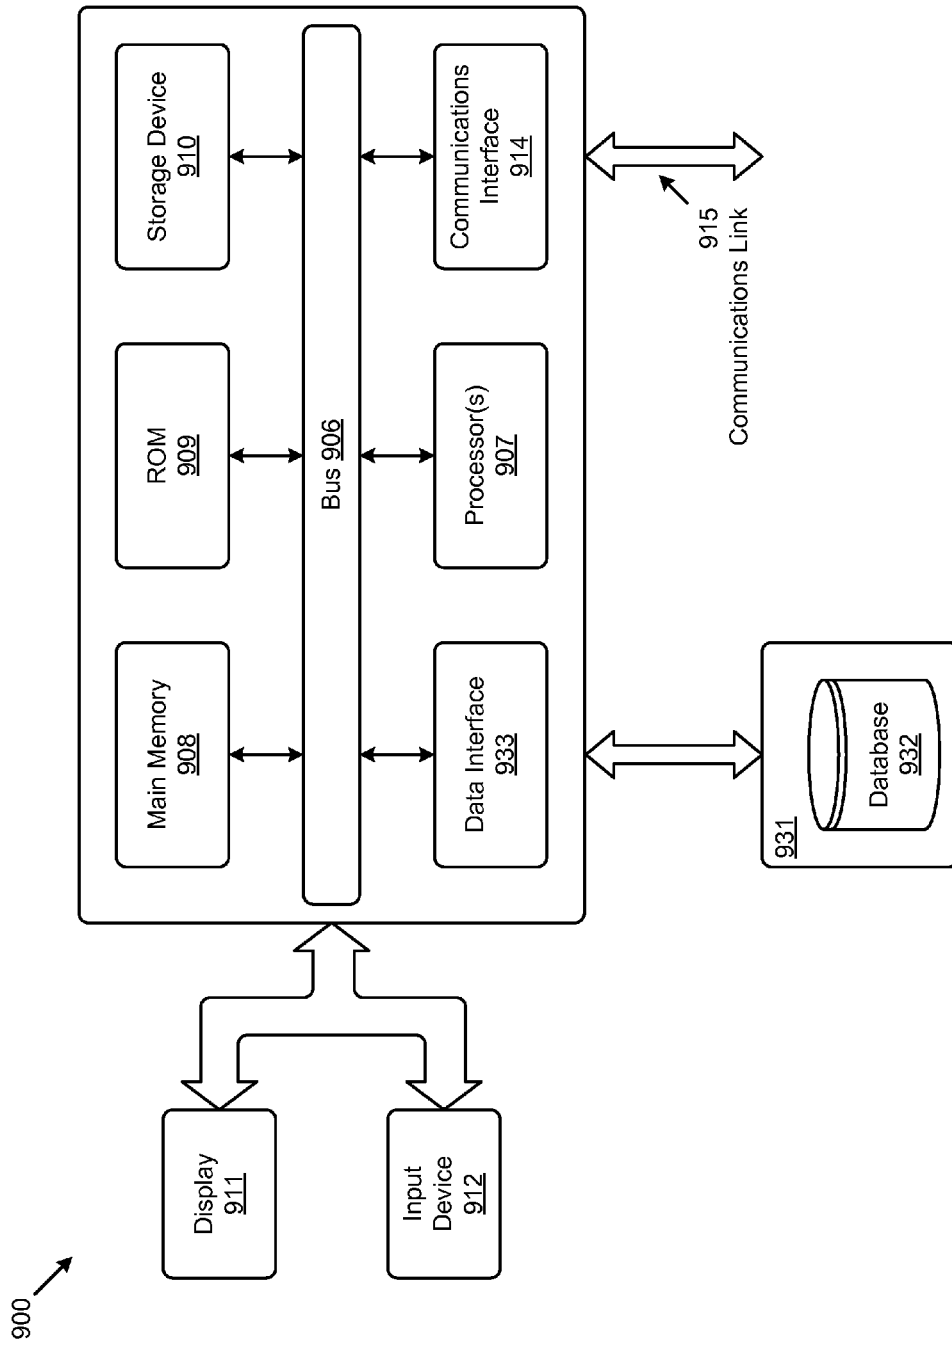 900
Display
911
Input
Device
912
Main Memory
908
ROM
909
Storage Device
910
Bus 906
Data Interface
933
Processor(s)
907
Communications
Interface
914
931
Database
932
915
Communications Link